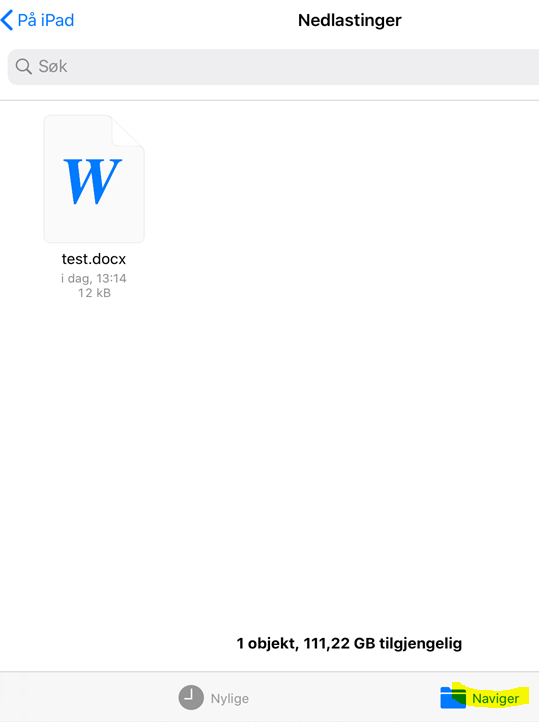 På iPad
Nedlastinger
Søk
W
test.docx
i dag, 13:14
12 kB
1 objekt, 111,22 GB tilgjengelig
Nylige
Naviger